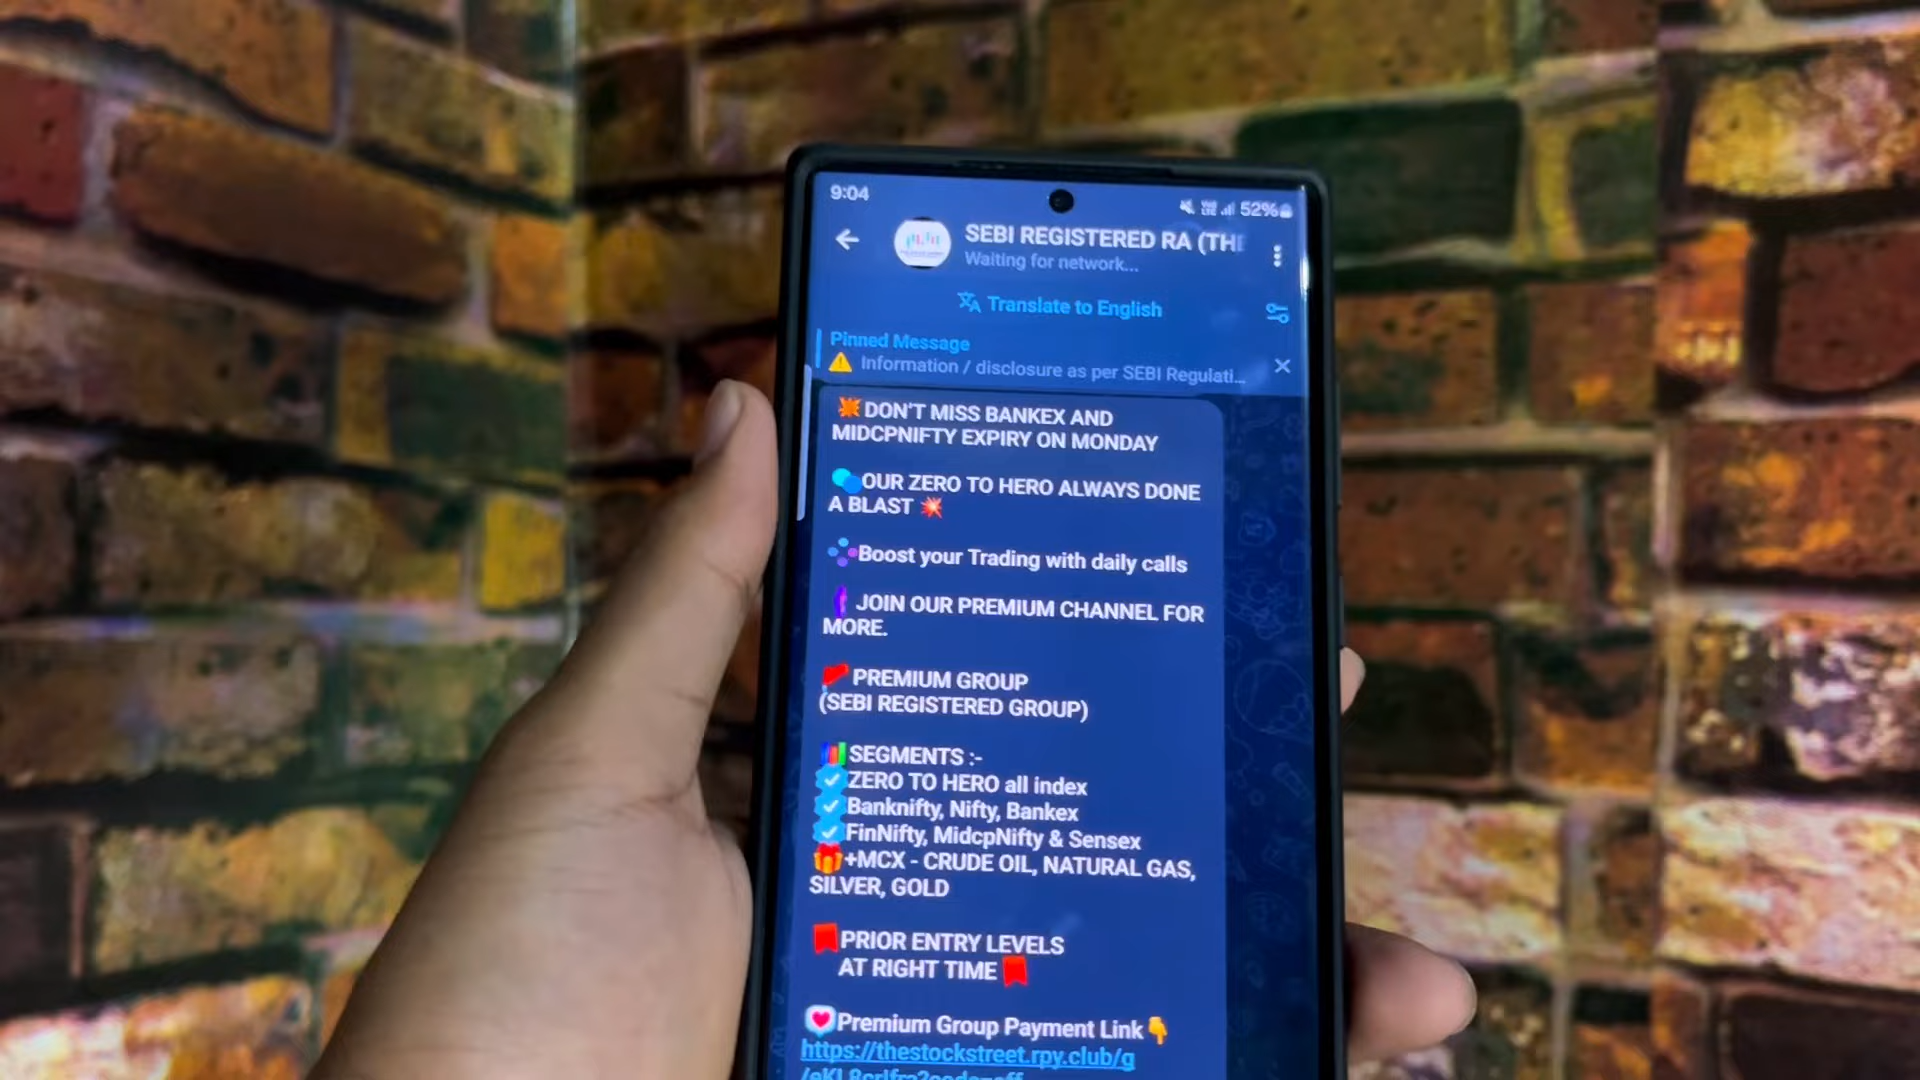 9:04
52%
SEBI REGISTERED RA (TH
Waiting for network...
Translate to English
Pinned Message
Information / disclosure as per SEBI Regulati...
DON'T MISS BANKEX AND
MIDCPNIFTY EXPIRY ON MONDAY
OUR ZERO TO HERO ALWAYS DONE
A BLAST
Boost your Trading with daily calls
JOIN OUR PREMIUM CHANNEL FOR
MORE.
PREMIUM GROUP
(SEBI REGISTERED GROUP)
SEGMENTS :-
ZERO TO HERO all index
Banknifty, Nifty, Bankex
FinNifty, MidcpNifty & Sensex
+MCX - CRUDE OIL, NATURAL GAS,
SILVER, GOLD
PRIOR ENTRY LEVELS
AT RIGHT TIME
Premium Group Payment Link
https://thestockstreet.rpy.club/g